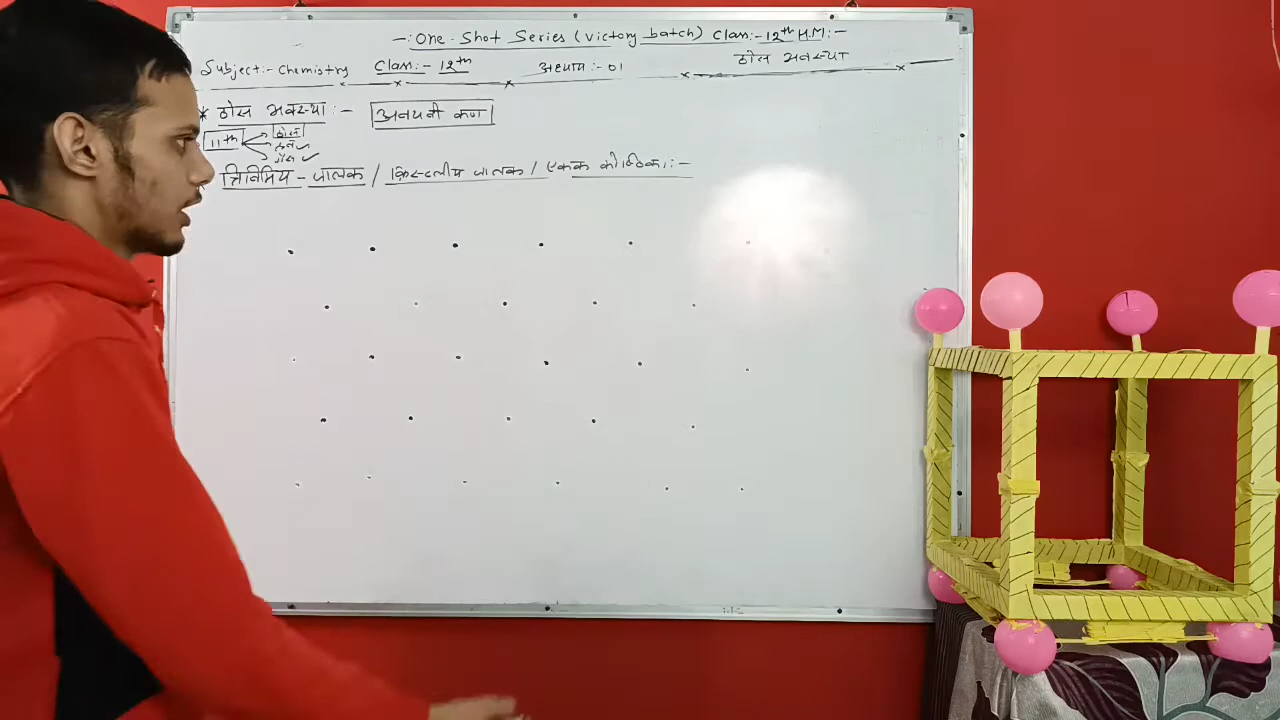 -: One-Shot Series (Victory batch) Class:- 12th H.M:-
Subject:- Chemistry Class:- 12th अध्याय:- 01 ठोस अवस्था
* ठोस अवस्था:- अवयवी कण
11th ठोस
द्रव ✓
गैस ✓
त्रिविमिय - जालक / क्रिस्टलीय जालक / एकक कोष्ठिका:-